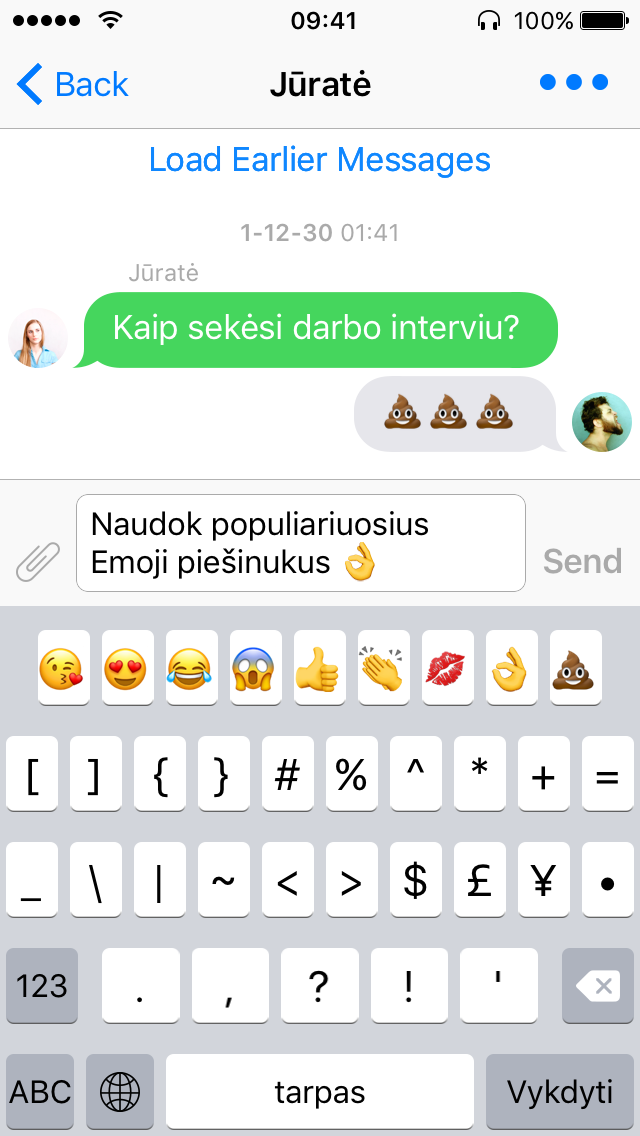 09:41 100%
Back Jūratė •••
Load Earlier Messages
1-12-30 01:41
Jūratė
Kaip sekėsi darbo interviu?
💩💩💩
Naudok populiariuosius
Emoji piešinukus 👌
Send
😘 😍 😂 😱 👍 👏 💋 👌 💩
[ ] { } # % ^ * + =
_ \ | ~ < > $ £ ¥ •
123 . , ? ! '
ABC tarpas Vykdyti